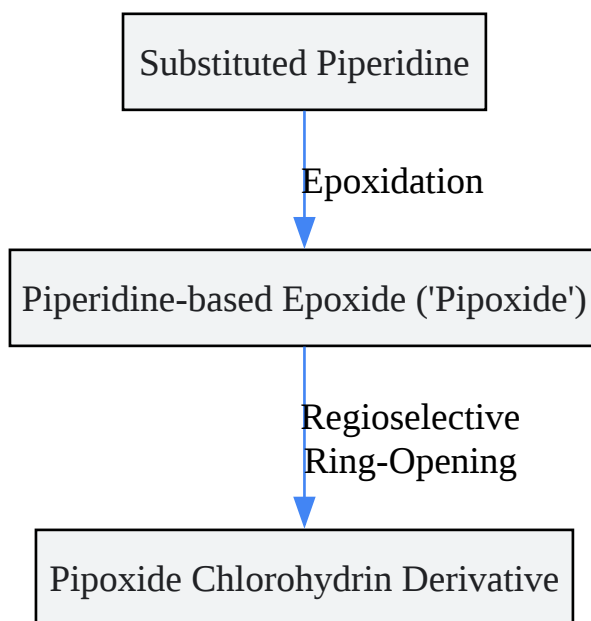 Substituted Piperidine
Epoxidation
Piperidine-based Epoxide ('Pipoxide')
Regioselective
Ring-Opening
Pipoxide Chlorohydrin Derivative